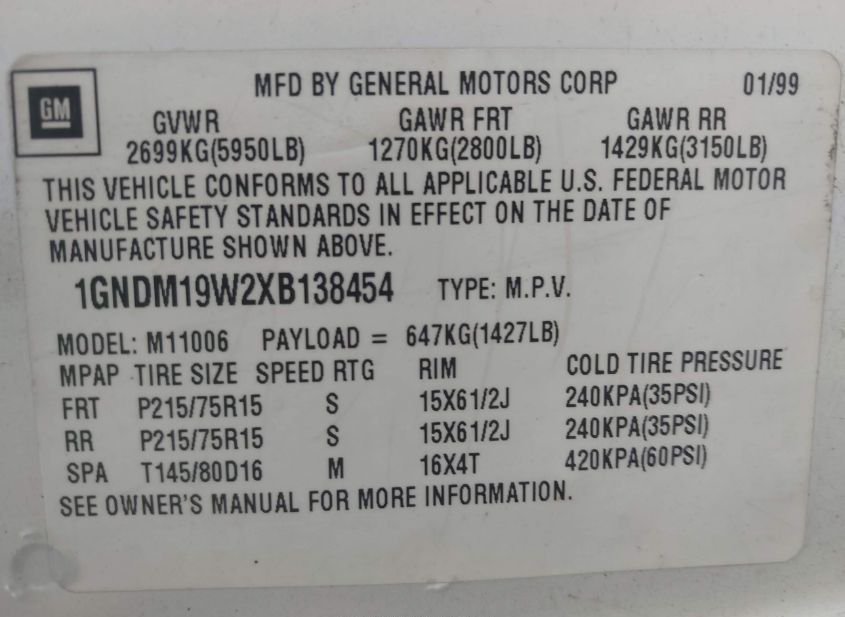 GM
MFD BY GENERAL MOTORS CORP 01/99
GVWR GAWR FRT GAWR RR
2699KG(5950LB) 1270KG(2800LB) 1429KG(3150LB)
THIS VEHICLE CONFORMS TO ALL APPLICABLE U.S. FEDERAL MOTOR
VEHICLE SAFETY STANDARDS IN EFFECT ON THE DATE OF
MANUFACTURE SHOWN ABOVE.
1GNDM19W2XB138454 TYPE: M.P.V.
MODEL: M11006 PAYLOAD = 647KG(1427LB)
MPAP TIRE SIZE SPEED RTG RIM COLD TIRE PRESSURE
FRT P215/75R15 S 15X61/2J 240KPA(35PSI)
RR P215/75R15 S 15X61/2J 240KPA(35PSI)
SPA T145/80D16 M 16X4T 420KPA(60PSI)
SEE OWNER'S MANUAL FOR MORE INFORMATION.